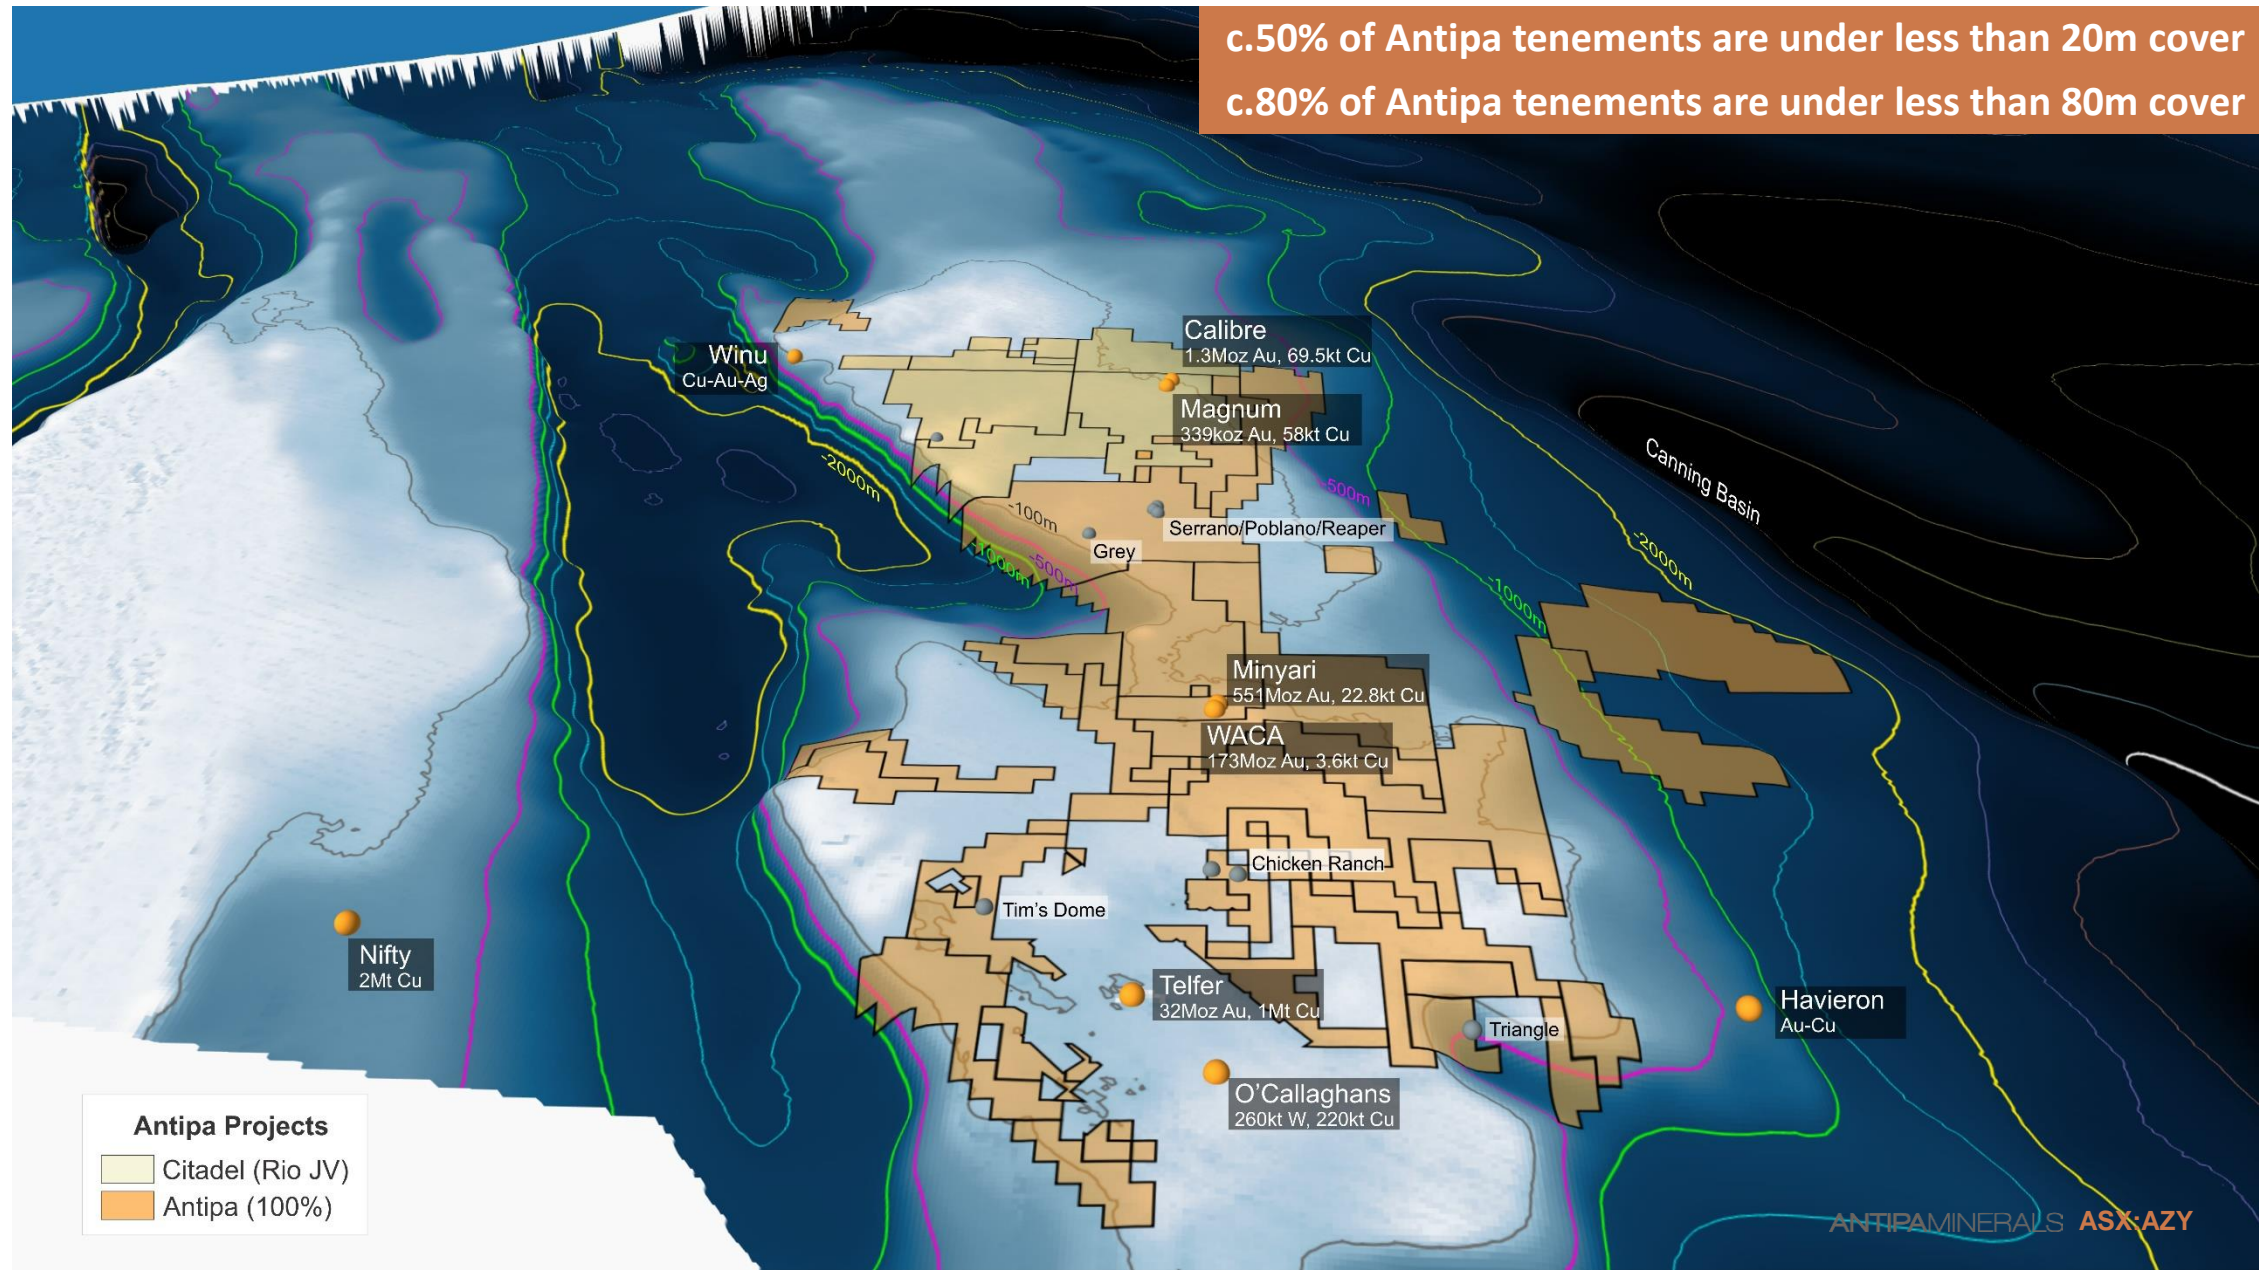 c.50% of Antipa tenements are under less than 20m cover
c.80% of Antipa tenements are under less than 80m cover
Calibre
1.3Moz Au, 69.5kt Cu
Winu
Cu-Au-Ag
Magnum
339koz Au, 58kt Cu
Canning Basin
-2000m
-500m
-100m
Serrano/Poblano/Reaper
Grey
-1000m
-500m
-2000m
-1000m
Minyari
551Moz Au, 22.8kt Cu
WACA
173Moz Au, 3.6kt Cu
Chicken Ranch
Tim's Dome
Nifty
2Mt Cu
Telfer
32Moz Au, 1Mt Cu
Havieron
Au-Cu
Triangle
O'Callaghans
260kt W, 220kt Cu
Antipa Projects
Citadel (Rio JV)
Antipa (100%)
ANTIPAMINERALS ASX:AZY